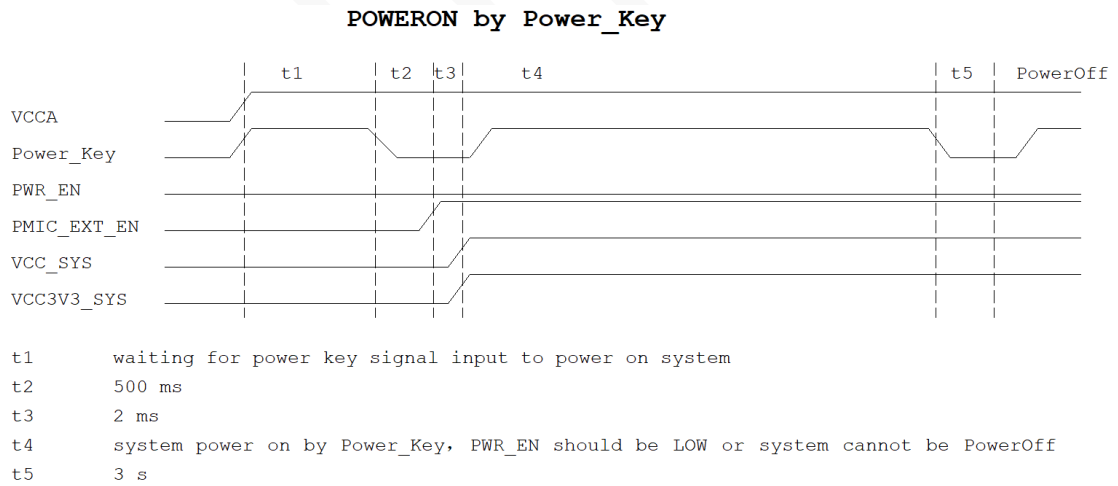 POWERON by Power_Key
t1 t2 t3 t4 t5 PowerOff
VCCA
Power_Key
PWR_EN
PMIC_EXT_EN
VCC_SYS
VCC3V3_SYS
t1 waiting for power key signal input to power on system
t2 500 ms
t3 2 ms
t4 system power on by Power_Key，PWR_EN should be LOW or system cannot be PowerOff
t5 3 s